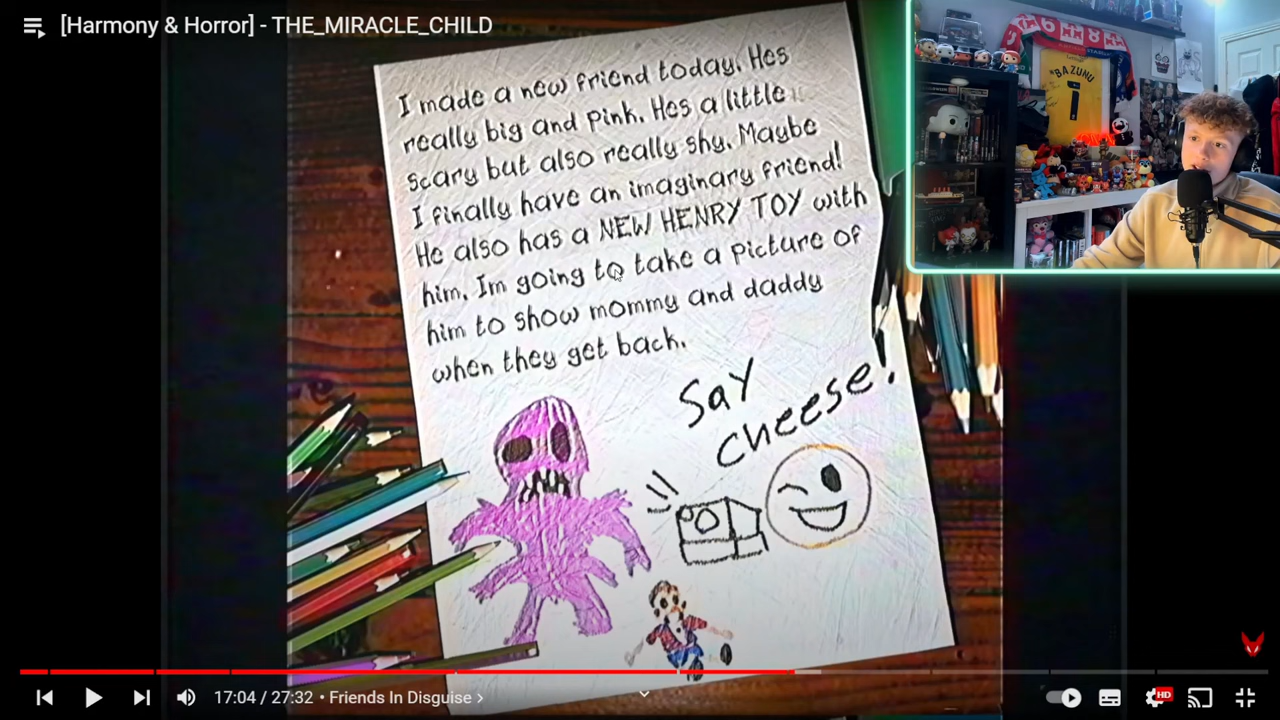 [Harmony & Horror] - THE_MIRACLE_CHILD
BAZUNU
1
I made a new friend today. Hes
really big and pink. Hes a little
scary but also really shy. Maybe
I finally have an imaginary friend!
He also has a NEW HENRY TOY with
him. Im going to take a picture of
him to show mommy and daddy
when they get back.
Say
cheese!
17:04 / 27:32 • Friends In Disguise >
HD